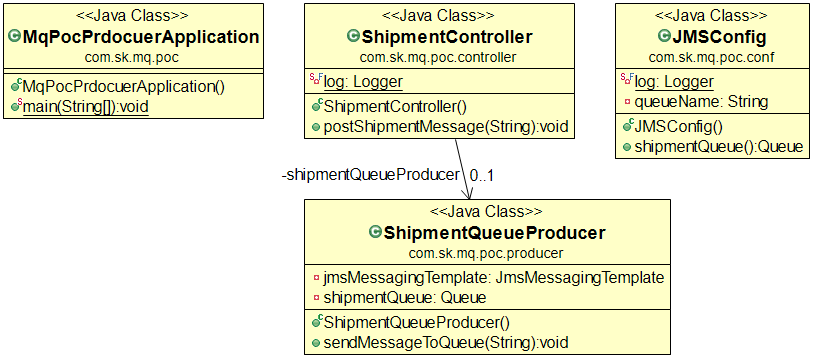 <<Java Class>>
MqPocPrdocuerApplication
com.sk.mq.poc
MqPocPrdocuerApplication()
main(String[]):void
<<Java Class>>
ShipmentController
com.sk.mq.poc.controller
log: Logger
ShipmentController()
postShipmentMessage(String):void
<<Java Class>>
JMSConfig
com.sk.mq.poc.conf
log: Logger
queueName: String
JMSConfig()
shipmentQueue():Queue
-shipmentQueueProducer 0..1
<<Java Class>>
ShipmentQueueProducer
com.sk.mq.poc.producer
jmsMessagingTemplate: JmsMessagingTemplate
shipmentQueue: Queue
ShipmentQueueProducer()
sendMessageToQueue(String):void